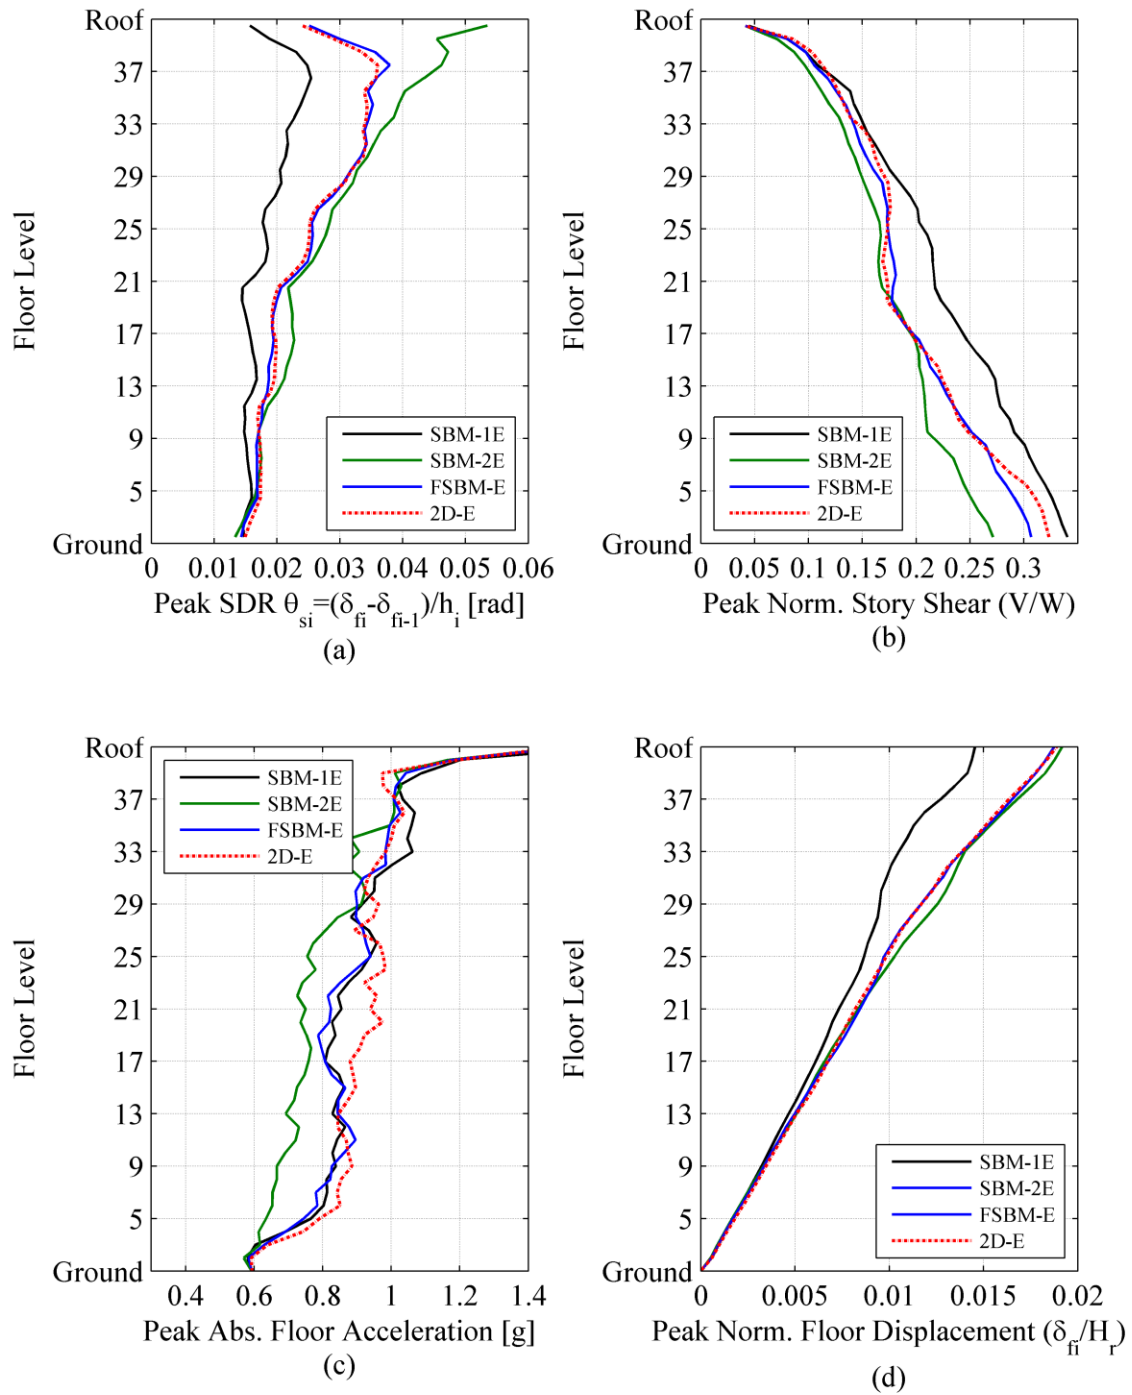 Roof
37
33
29
25
21
17
13
9
5
Ground
Floor Level
SBM-1E
SBM-2E
FSBM-E
2D-E
0 0.01 0.02 0.03 0.04 0.05 0.06
Peak SDR θsi=(δfi-δfi-1)/hi [rad]
(a)
Roof
37
33
29
25
21
17
13
9
5
Ground
Floor Level
SBM-1E
SBM-2E
FSBM-E
2D-E
0 0.05 0.1 0.15 0.2 0.25 0.3
Peak Norm. Story Shear (V/W)
(b)
Roof
37
33
29
25
21
17
13
9
5
Ground
Floor Level
SBM-1E
SBM-2E
FSBM-E
2D-E
0.4 0.6 0.8 1 1.2 1.4
Peak Abs. Floor Acceleration [g]
(c)
Roof
37
33
29
25
21
17
13
9
5
Ground
Floor Level
SBM-1E
SBM-2E
FSBM-E
2D-E
0 0.005 0.01 0.015 0.02
Peak Norm. Floor Displacement (δfi/Hr)
(d)